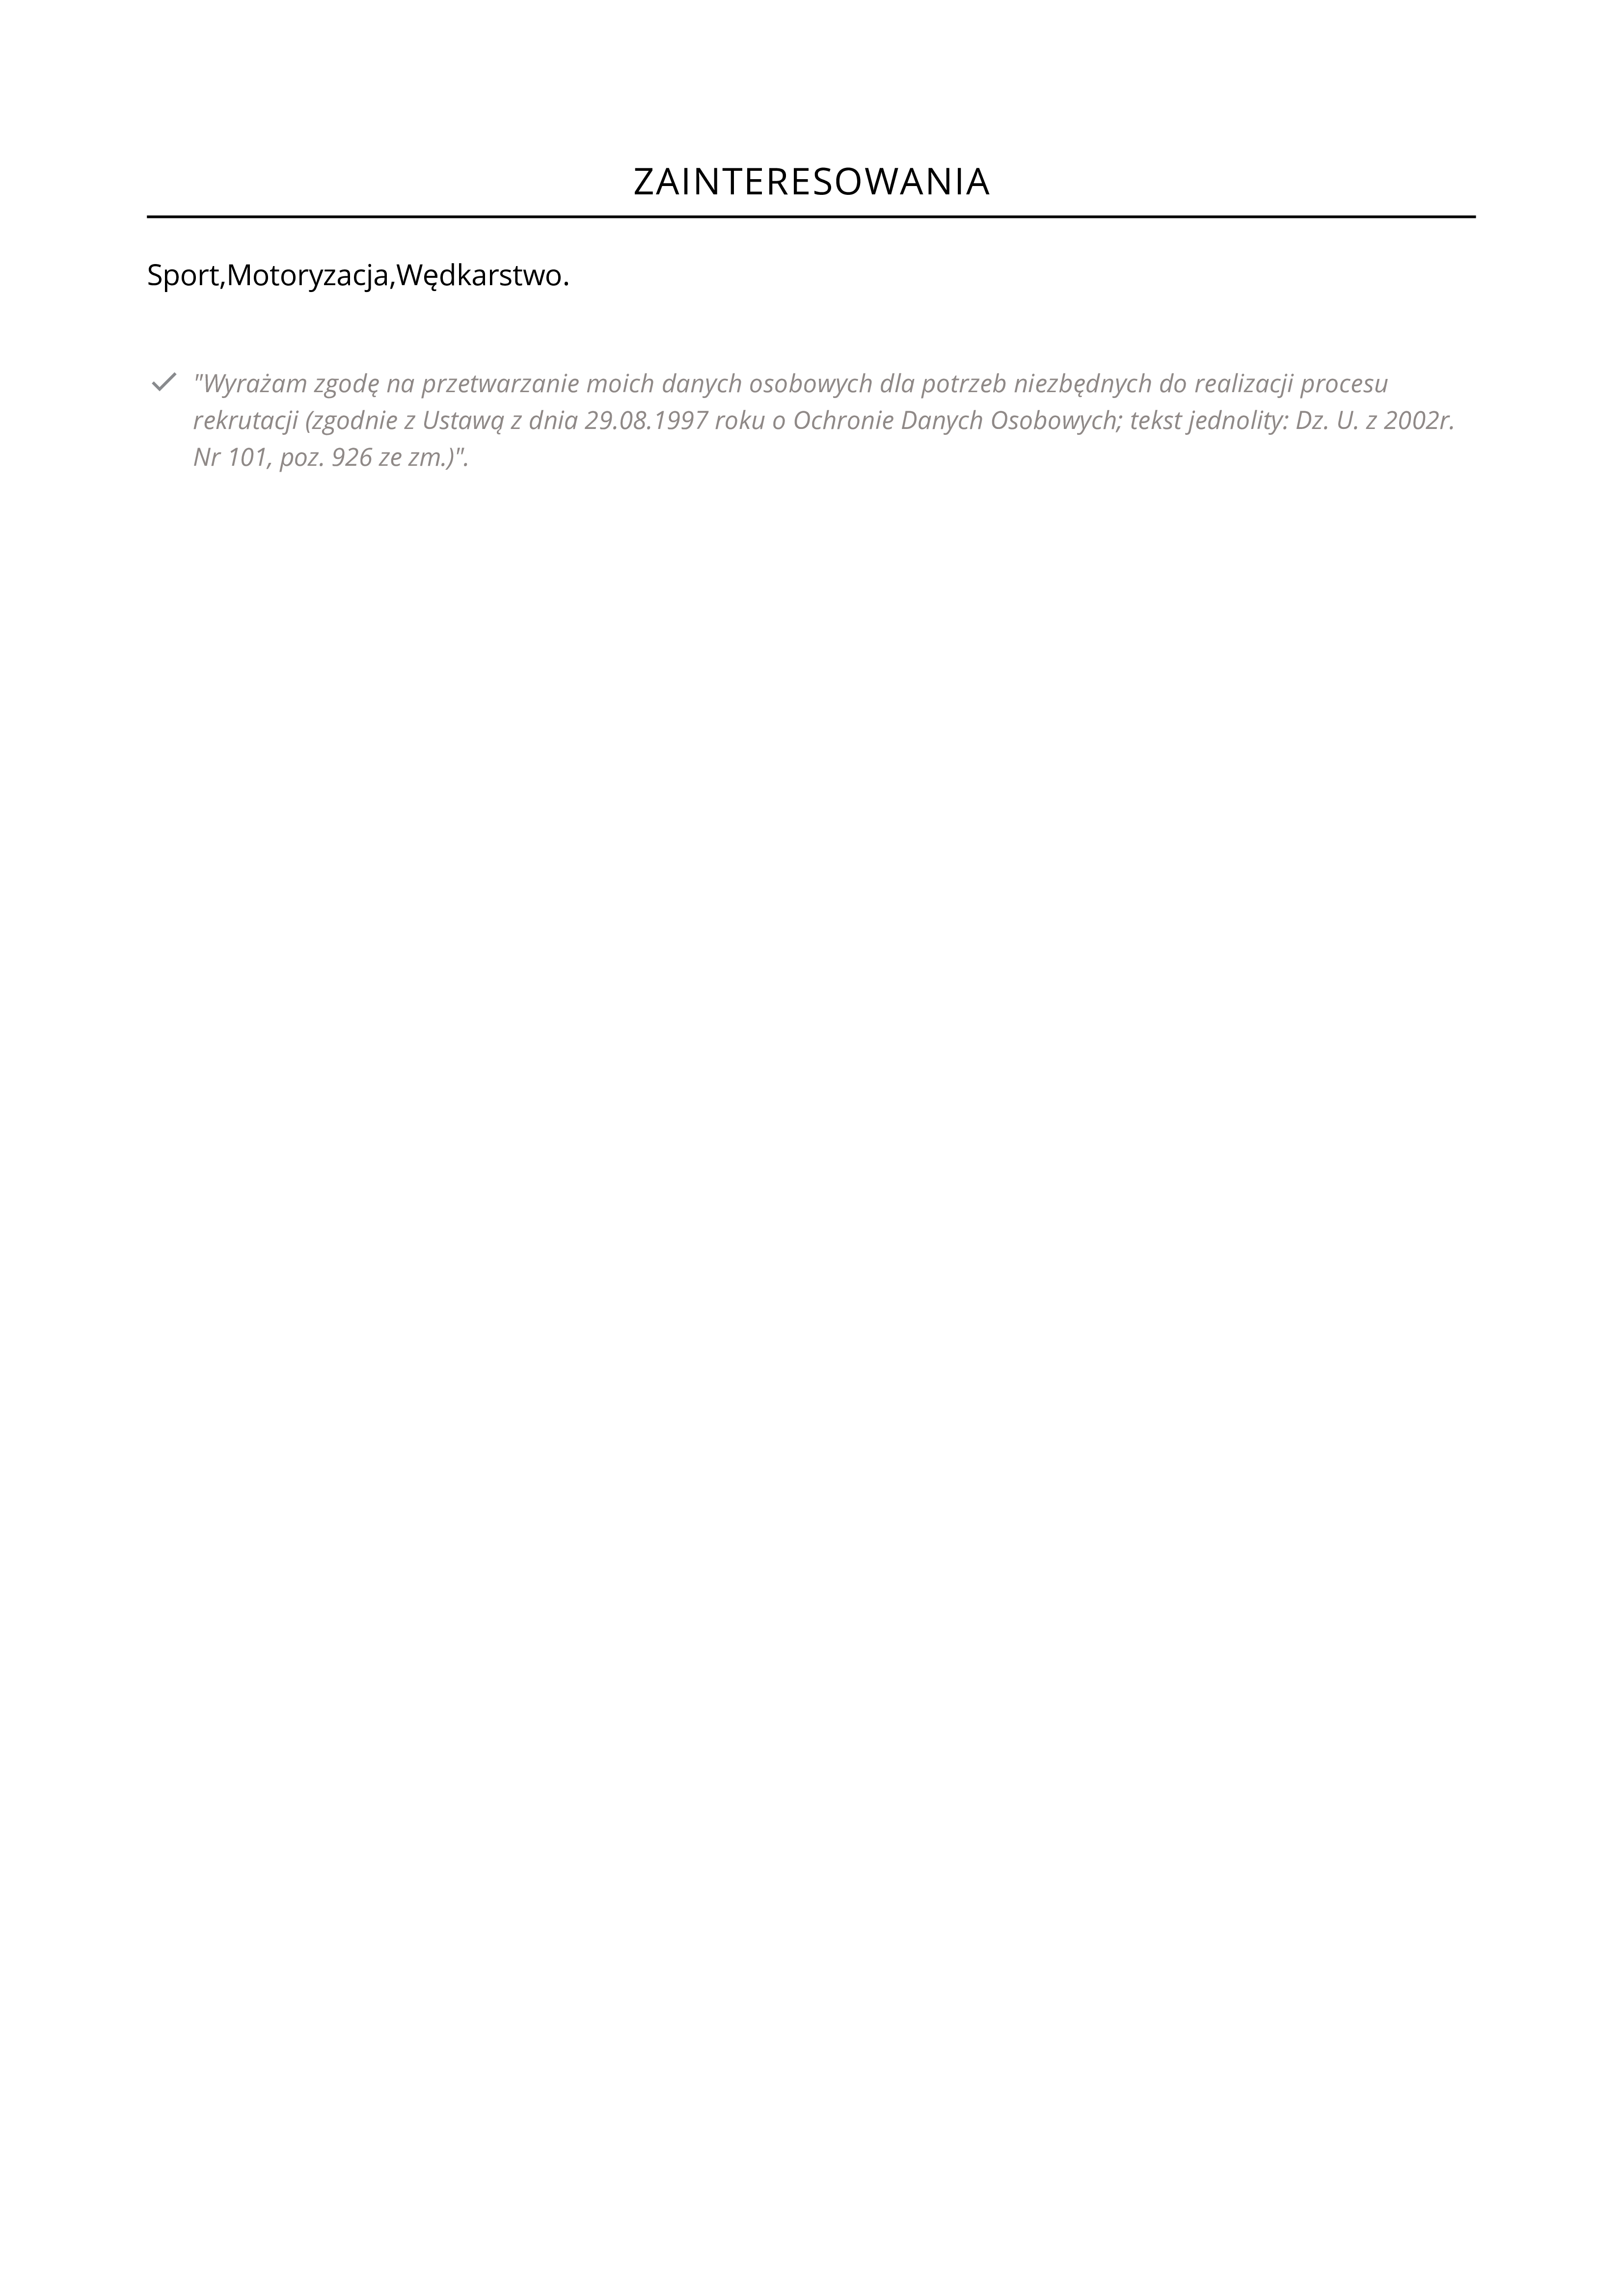 ZAINTERESOWANIA
Sport,Motoryzacja,Wędkarstwo.
"Wyrażam zgodę na przetwarzanie moich danych osobowych dla potrzeb niezbędnych do realizacji procesu
rekrutacji (zgodnie z Ustawą z dnia 29.08.1997 roku o Ochronie Danych Osobowych; tekst jednolity: Dz. U. z 2002r.
Nr 101, poz. 926 ze zm.)".